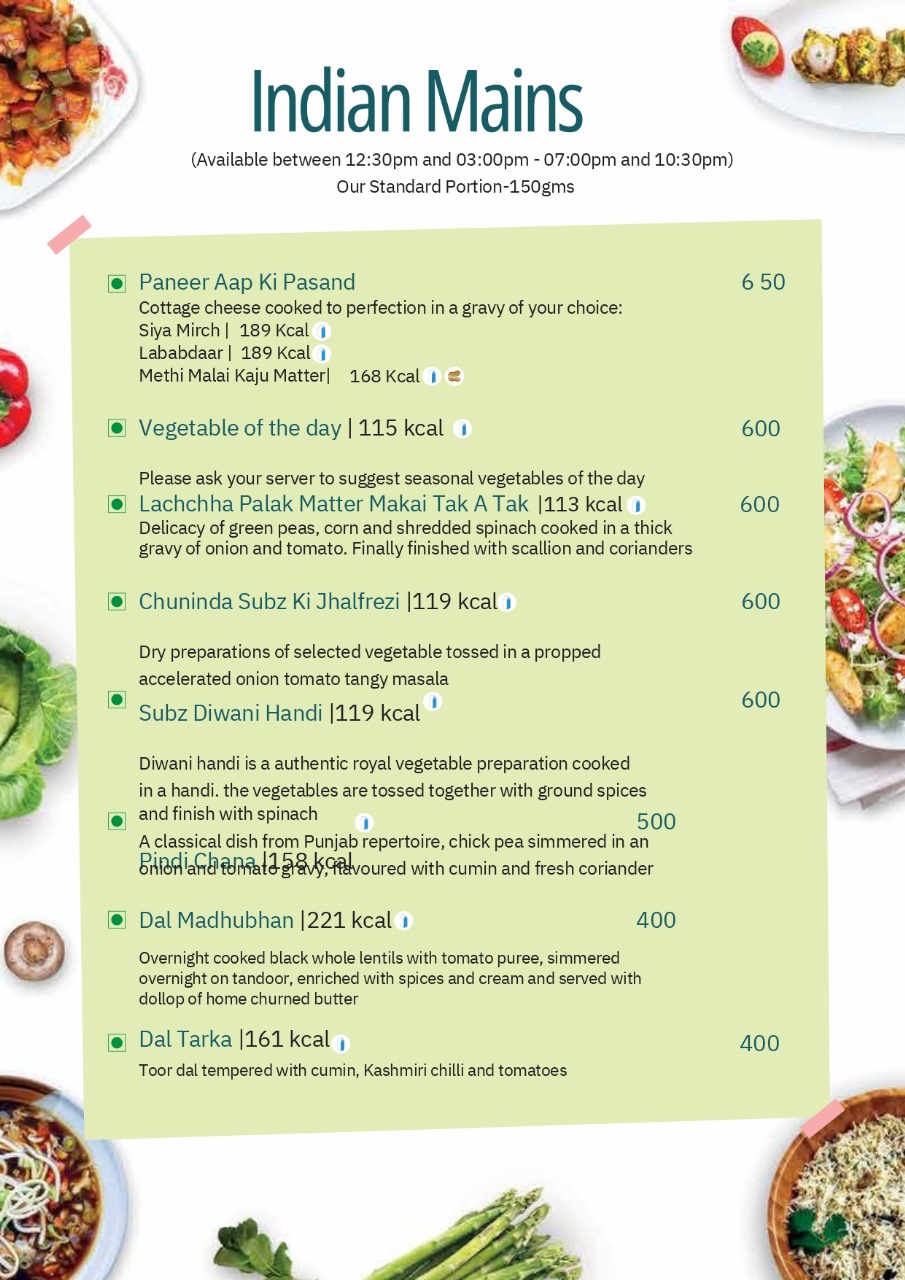 Indian Mains
(Available between 12:30pm and 03:00pm - 07:00pm and 10:30pm)
Our Standard Portion-150gms
Paneer Aap Ki Pasand 6 50
Cottage cheese cooked to perfection in a gravy of your choice:
Siya Mirch | 189 Kcal
Lababdaar | 189 Kcal
Methi Malai Kaju Matter| 168 Kcal
Vegetable of the day | 115 kcal 600
Please ask your server to suggest seasonal vegetables of the day
Lachchha Palak Matter Makai Tak A Tak |113 kcal 600
Delicacy of green peas, corn and shredded spinach cooked in a thick
gravy of onion and tomato. Finally finished with scallion and corianders
Chuninda Subz Ki Jhalfrezi |119 kcal 600
Dry preparations of selected vegetable tossed in a propped
accelerated onion tomato tangy masala
Subz Diwani Handi |119 kcal 600
Diwani handi is a authentic royal vegetable preparation cooked
in a handi. the vegetables are tossed together with ground spices
and finish with spinach
500
A classical dish from Punjab repertoire, chick pea simmered in an
Pindi Chana |158 kcal
onion and tomato gravy, flavoured with cumin and fresh coriander
Dal Madhubhan |221 kcal 400
Overnight cooked black whole lentils with tomato puree, simmered
overnight on tandoor, enriched with spices and cream and served with
dollop of home churned butter
Dal Tarka |161 kcal 400
Toor dal tempered with cumin, Kashmiri chilli and tomatoes